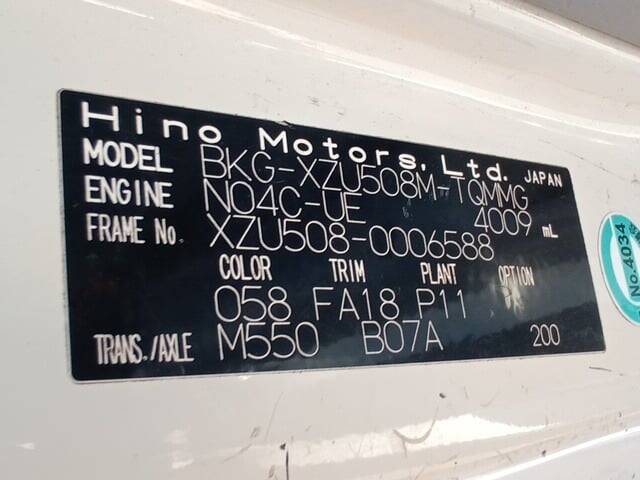 Hino Motors, Ltd. JAPAN
MODEL BKG-XZU508M-TQMMG
ENGINE N04C-UE 4009 mL
FRAME No. XZU508-0006588
COLOR TRIM PLANT OPTION
058 FA18 P11
TRANS./AXLE M550 B07A 200
No.4034